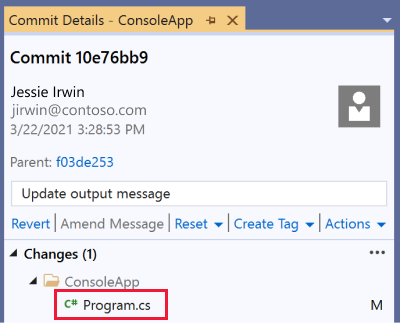 Commit Details - ConsoleApp
Commit 10e76bb9
Jessie Irwin
jirwin@contoso.com
3/22/2021 3:28:53 PM
Parent: f03de253
Update output message
Revert Amend Message Reset Create Tag Actions
Changes (1)
ConsoleApp
C# Program.cs M